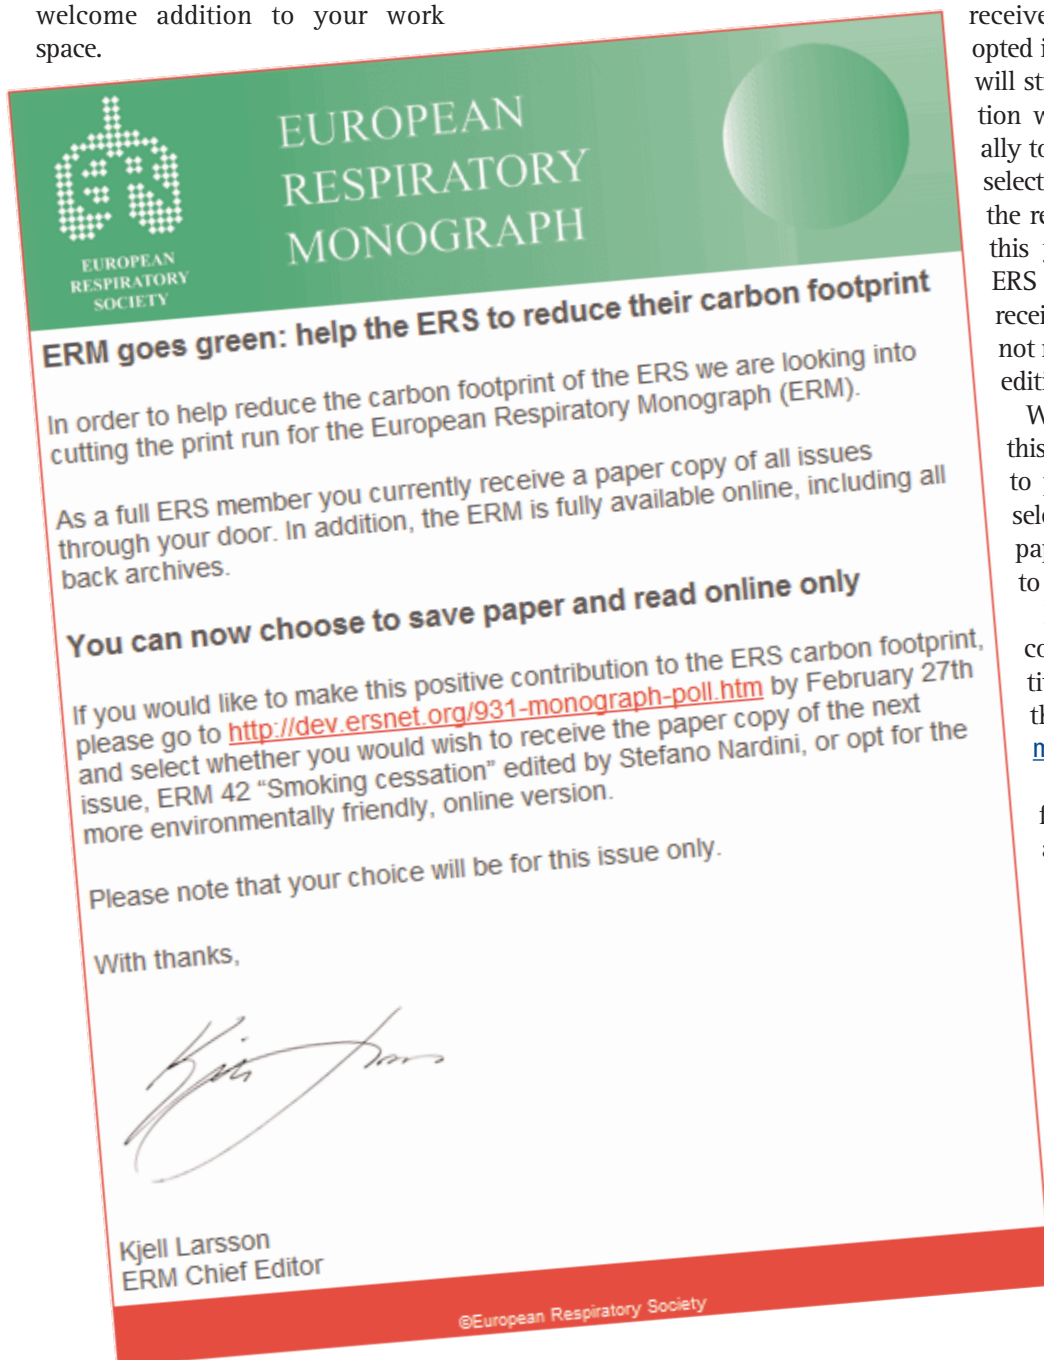 welcome addition to your work
space.
EUROPEAN
RESPIRATORY
SOCIETY
EUROPEAN
RESPIRATORY
MONOGRAPH
ERM goes green: help the ERS to reduce their carbon footprint
In order to help reduce the carbon footprint of the ERS we are looking into
cutting the print run for the European Respiratory Monograph (ERM).
As a full ERS member you currently receive a paper copy of all issues
through your door. In addition, the ERM is fully available online, including all
back archives.
You can now choose to save paper and read online only
If you would like to make this positive contribution to the ERS carbon footprint,
please go to http://dev.ersnet.org/931-monograph-poll.htm by February 27th
and select whether you would wish to receive the paper copy of the next
issue, ERM 42 “Smoking cessation” edited by Stefano Nardini, or opt for the
more environmentally friendly, online version.
Please note that your choice will be for this issue only.
With thanks,
Kjell Larsson
ERM Chief Editor
©European Respiratory Society
receive
opted i
will st
tion w
ally to
select
the re
this
ERS
recei
not
editi
W
this
to
sel
pap
to
co
ti
th
m
f
a